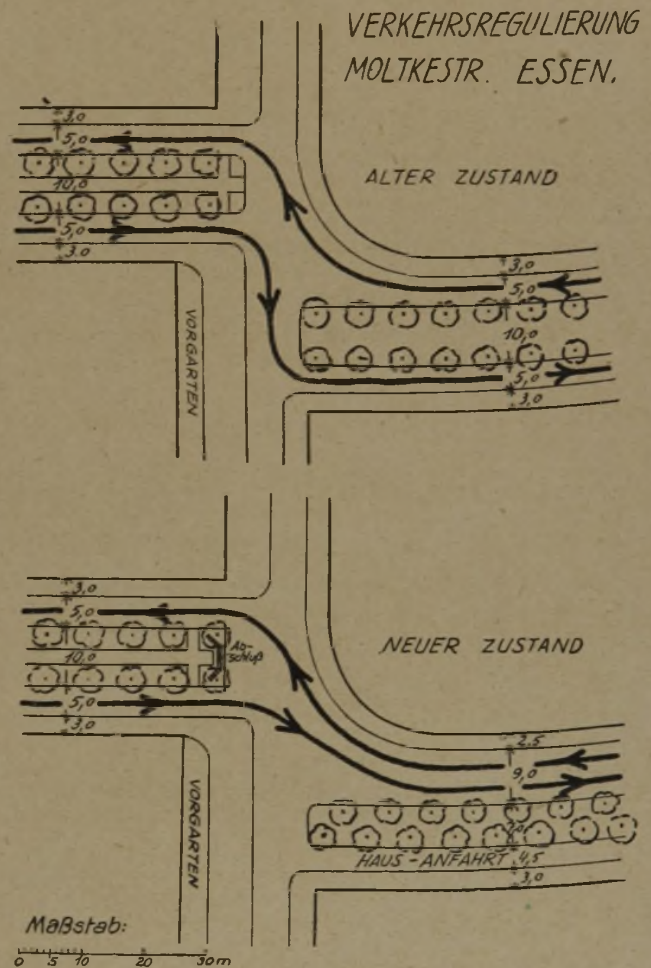 VERKEHRSREGULIERUNG
MOLTKESTR. ESSEN.
3,0
5,0
10,0
5,0
3,0
ALTER ZUSTAND
VORGARTEN
3,0
5,0
10,0
5,0
3,0
3,0
5,0
10,0
5,0
3,0
Ab-
schluß
NEUER ZUSTAND
VORGARTEN
2.5
9,0
HAUS-ANFAHRT 4,5
3,0
Maßstab:
0 5 10 20 30m